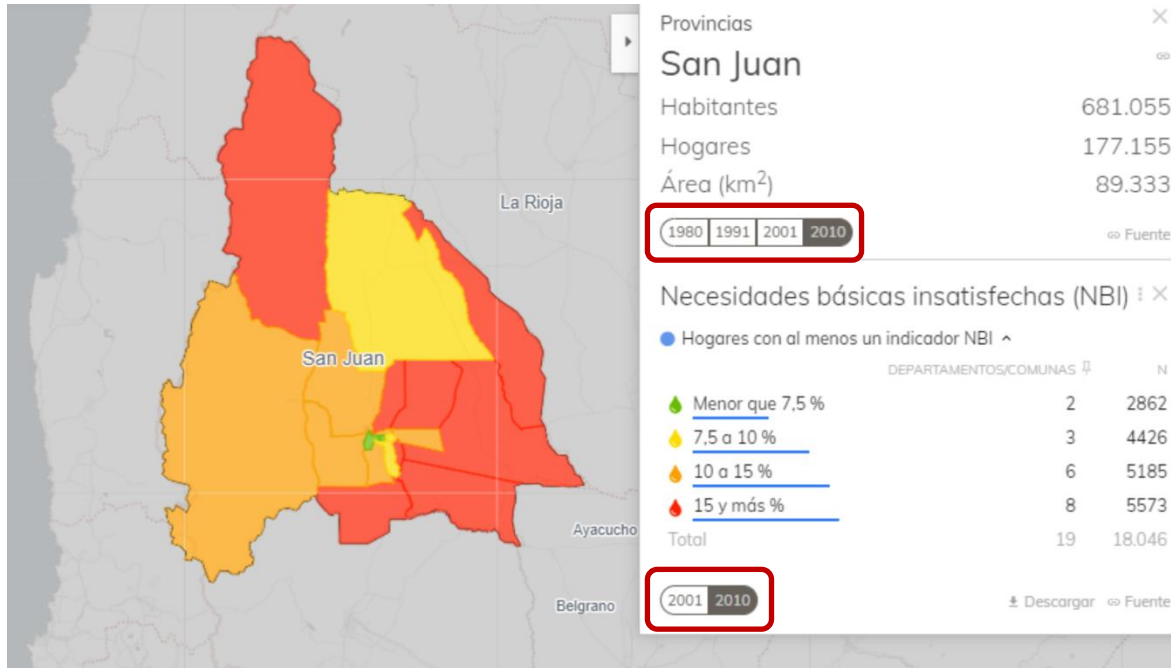 La Rioja
San Juan
Ayacucho
Belgrano
Provincias
San Juan
Habitantes 681.055
Hogares 177.155
Área (km²) 89.333
1980 1991 2001 2010 Fuente
Necesidades básicas insatisfechas (NBI)
Hogares con al menos un indicador NBI
DEPARTAMENTOS/COMUNAS N
Menor que 7,5 % 2 2862
7,5 a 10 % 3 4426
10 a 15 % 6 5185
15 y más % 8 5573
Total 19 18.046
2001 2010 Descargar Fuente